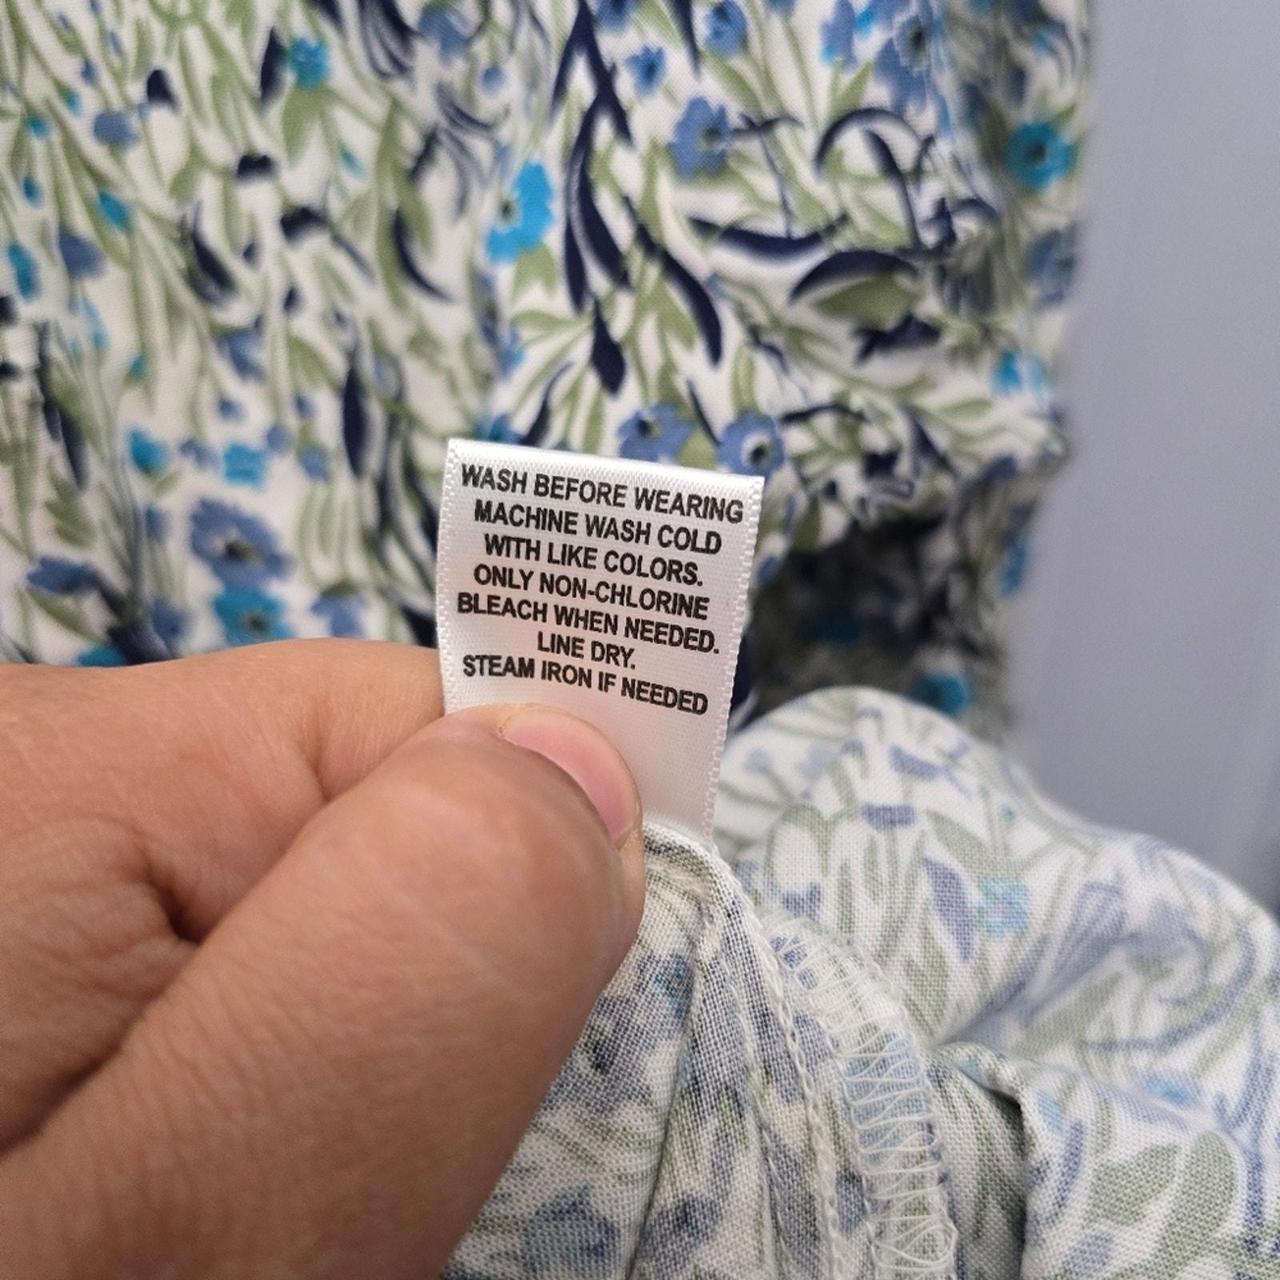 WASH BEFORE WEARING
MACHINE WASH COLD
WITH LIKE COLORS.
ONLY NON-CHLORINE
BLEACH WHEN NEEDED.
LINE DRY.
STEAM IRON IF NEEDED